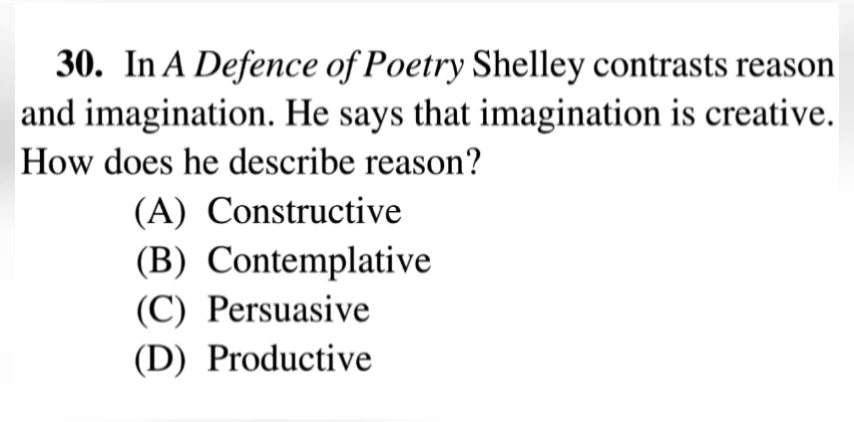 30. In A Defence of Poetry Shelley contrasts reason
and imagination. He says that imagination is creative.
How does he describe reason?
(A) Constructive
(B) Contemplative
(C) Persuasive
(D) Productive